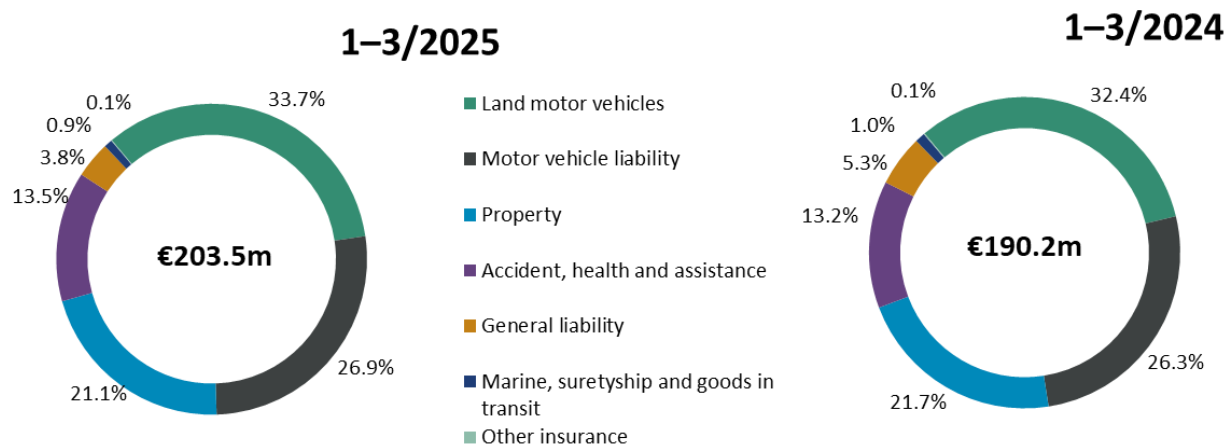 1–3/2025
0.1%
33.7%
0.9%
3.8%
13.5%
€203.5m
26.9%
21.1%
Land motor vehicles
Motor vehicle liability
Property
Accident, health and assistance
General liability
Marine, suretyship and goods in
transit
Other insurance
1–3/2024
0.1%
32.4%
1.0%
5.3%
13.2%
€190.2m
26.3%
21.7%